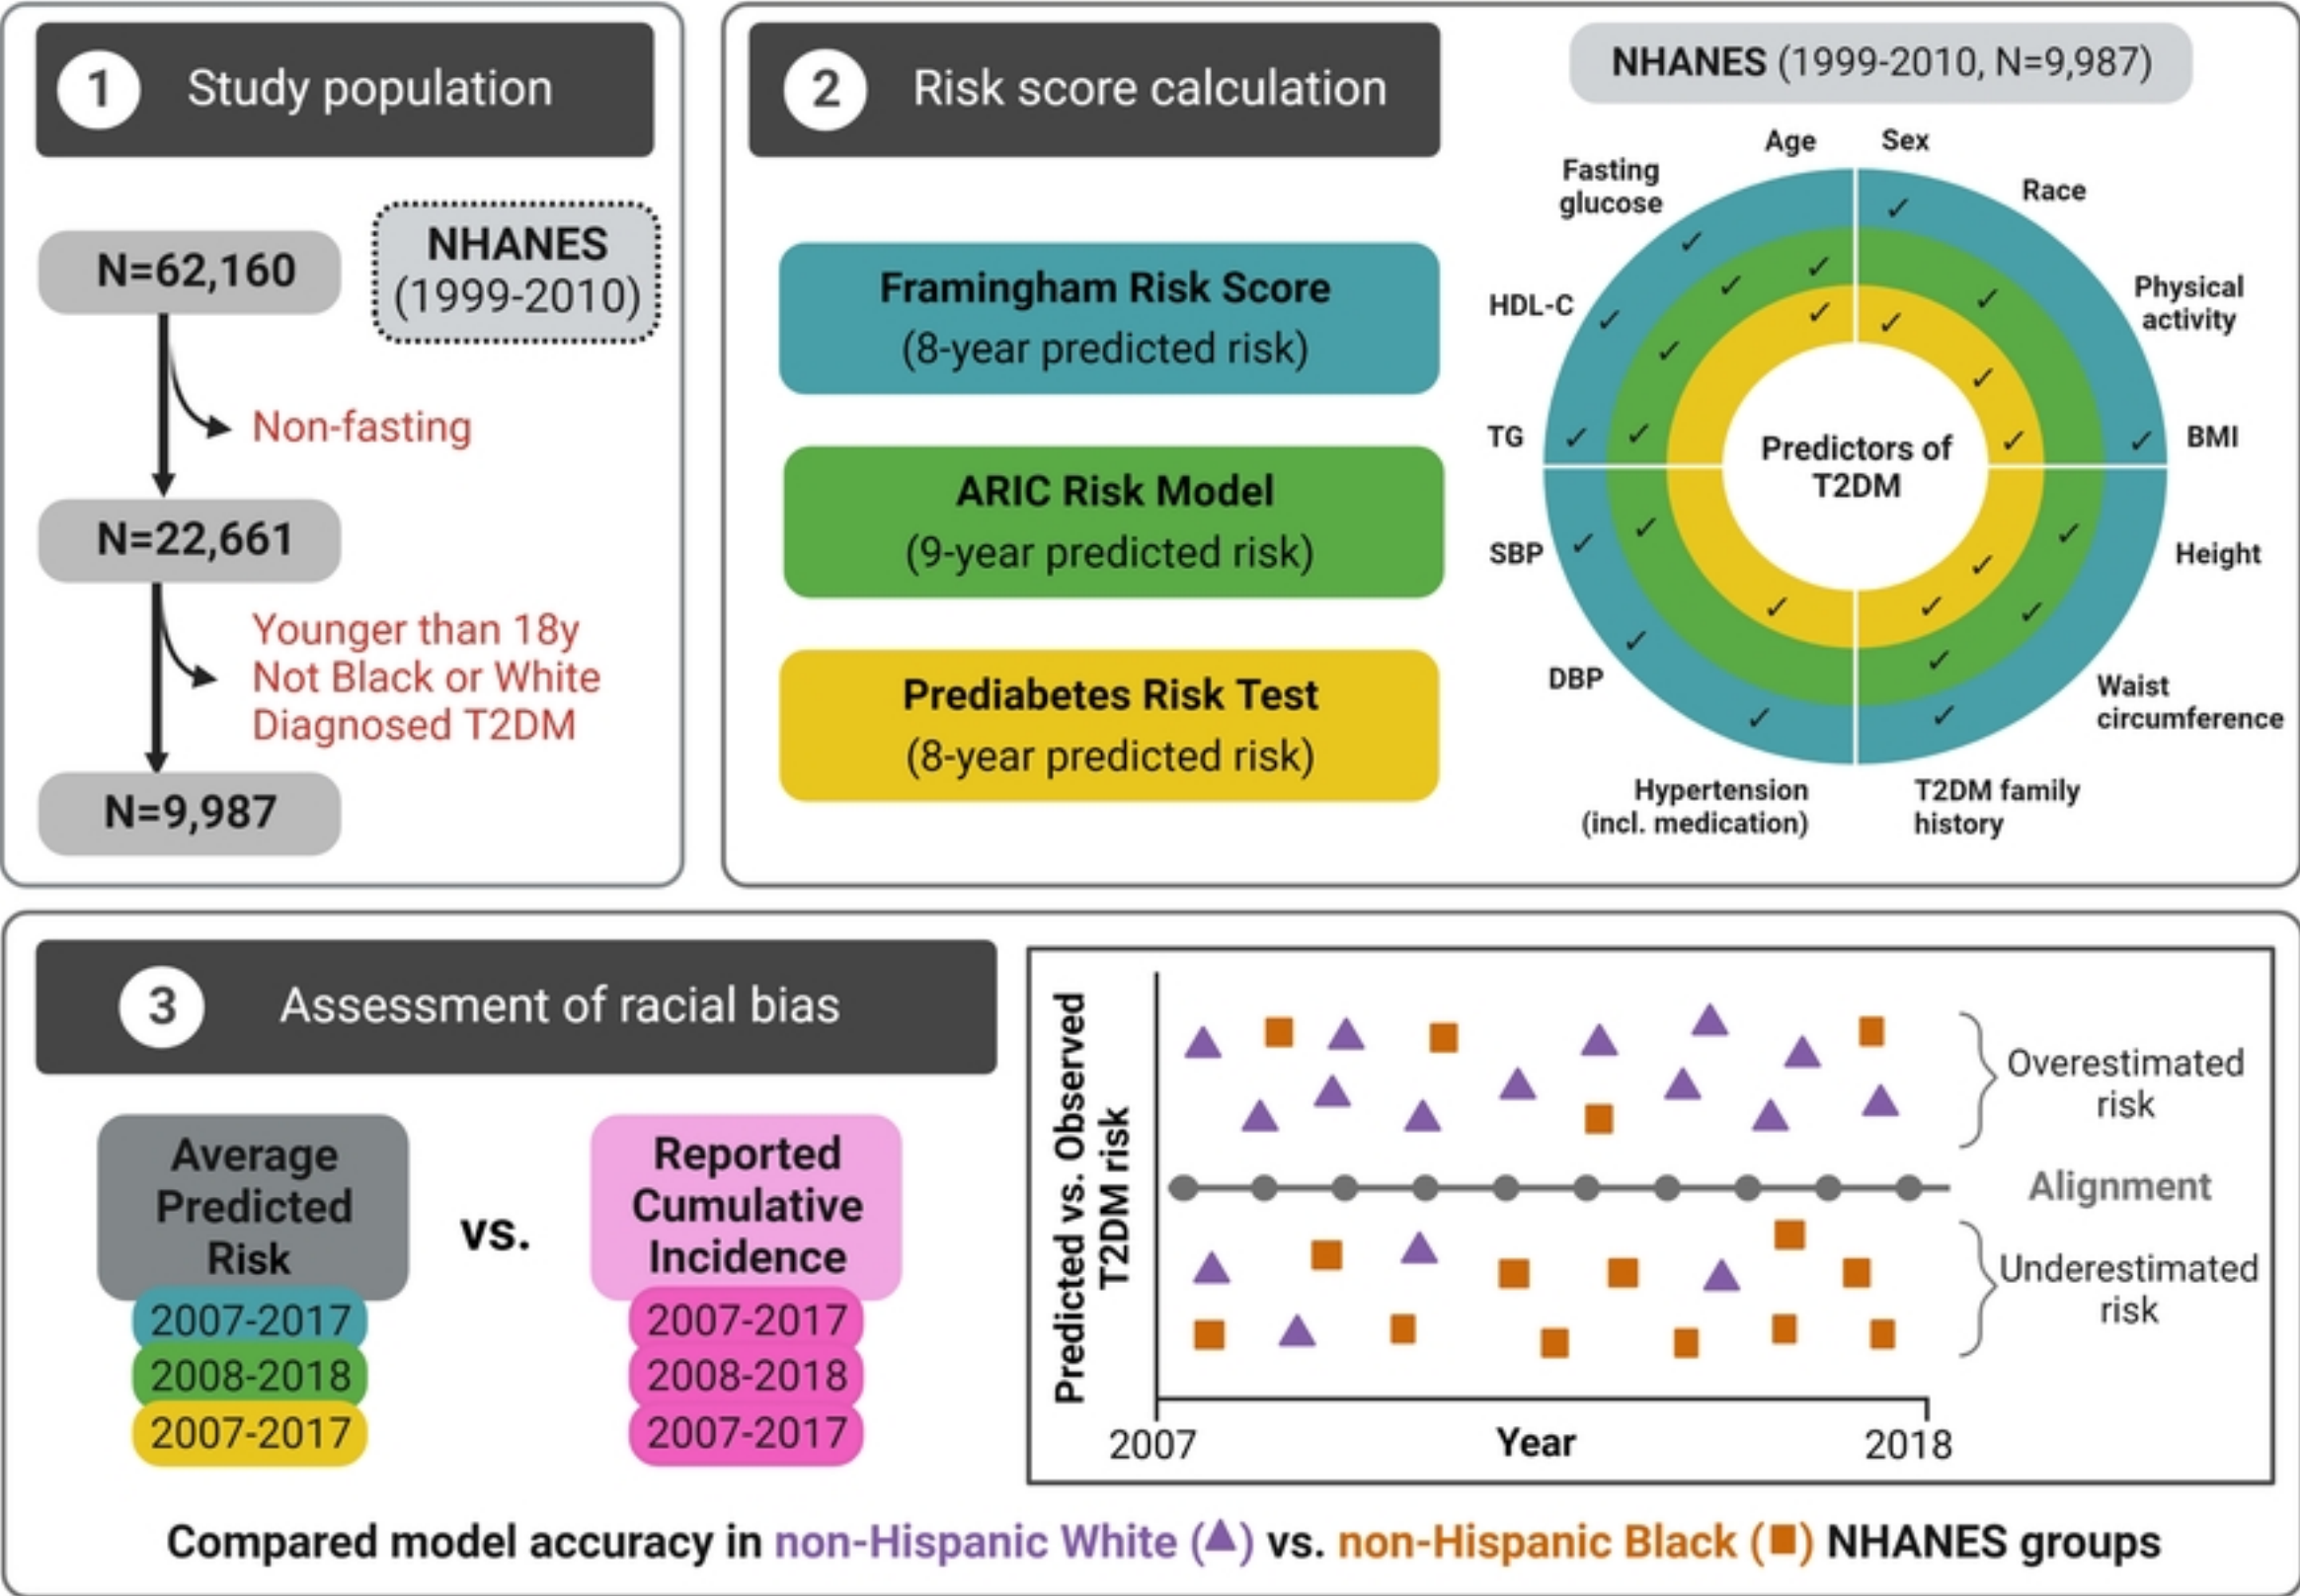 1 Study population
N=62,160
NHANES
(1999-2010)
Non-fasting
N=22,661
Younger than 18y
Not Black or White
Diagnosed T2DM
N=9,987
2 Risk score calculation
Framingham Risk Score
(8-year predicted risk)
ARIC Risk Model
(9-year predicted risk)
Prediabetes Risk Test
(8-year predicted risk)
NHANES (1999-2010, N=9,987)
Age
Sex
Race
Physical
activity
BMI
Height
Waist
circumference
T2DM family
history
Hypertension
(incl. medication)
DBP
SBP
TG
HDL-C
Fasting
glucose
Predictors of
T2DM
3 Assessment of racial bias
Average
Predicted
Risk
2007-2017
2008-2018
2007-2017
vs.
Reported
Cumulative
Incidence
2007-2017
2008-2018
2007-2017
Predicted vs. Observed
T2DM risk
Overestimated
risk
Alignment
Underestimated
risk
2007
Year
2018
Compared model accuracy in non-Hispanic White (▲) vs. non-Hispanic Black (■) NHANES groups